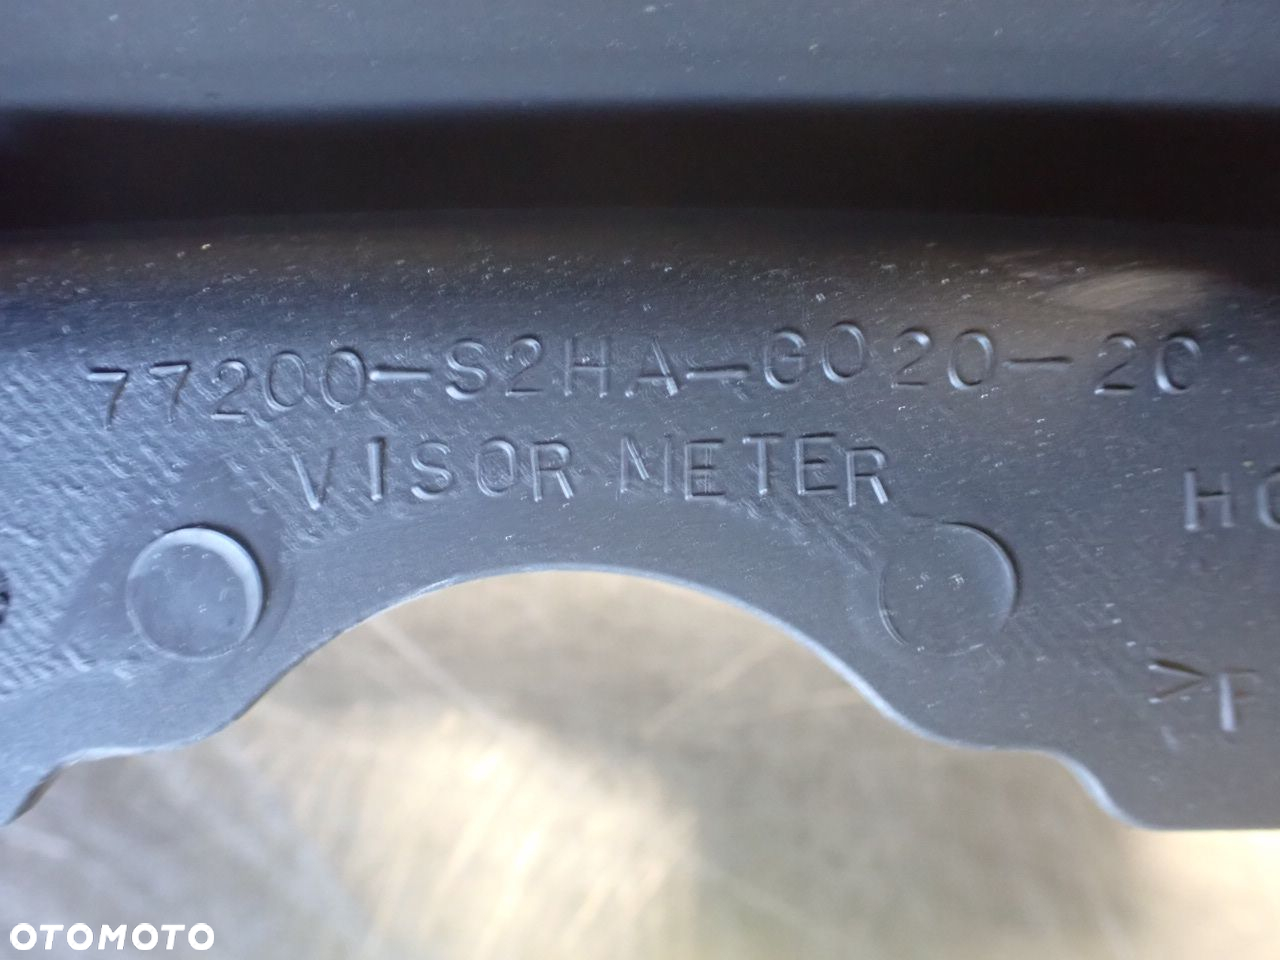 77200-S2HA-G020-20
VISOR METER
H
>P
OTOMOTO